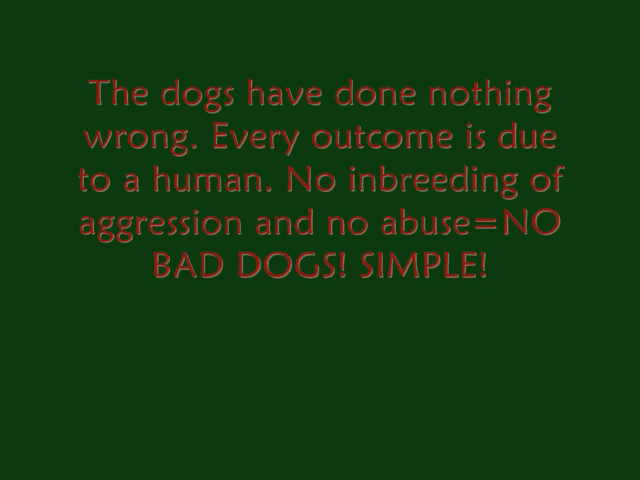 The dogs have done nothing
wrong. Every outcome is due
to a human. No inbreeding of
aggression and no abuse=NO
BAD DOGS! SIMPLE!